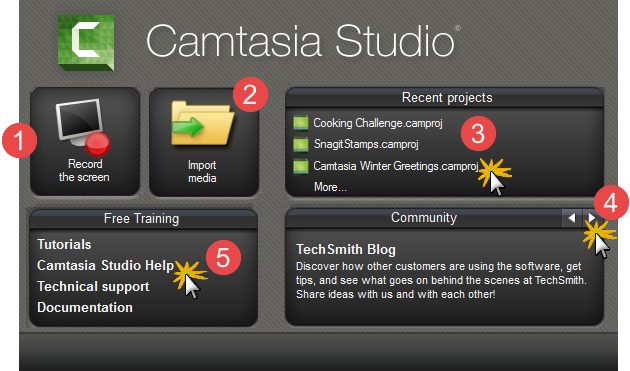 C Camtasia Studio®
1
Record
the screen
2
Import
media
Recent projects
Cooking Challenge.camproj
SnagitStamps.camproj
Camtasia Winter Greetings.camproj
More...
3
Free Training
Tutorials
Camtasia Studio Help
Technical support
Documentation
5
Community
4
TechSmith Blog
Discover how other customers are using the software, get
tips, and see what goes on behind the scenes at TechSmith.
Share ideas with us and with each other!